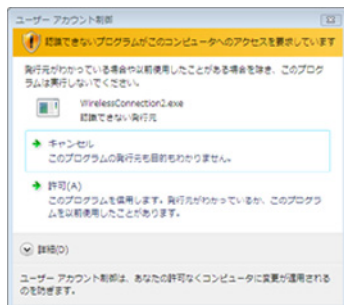 ユーザー アカウント制御
認識できないプログラムがこのコンピュータへのアクセスを要求しています
発行元がわかっている場合や以前使用したことがある場合を除き、このプログ
ラムは実行しないでください。
WirelessConnection2.exe
認識できない発行元
キャンセル
このプログラムの発行元も目的もわかりません。
許可(A)
このプログラムを信用します。発行元がわかっているか、このプログラ
ムを以前使用したことがあります。
詳細(D)
ユーザー アカウント制御は、あなたの許可なくコンピュータに変更が適用される
のを防ぎます。